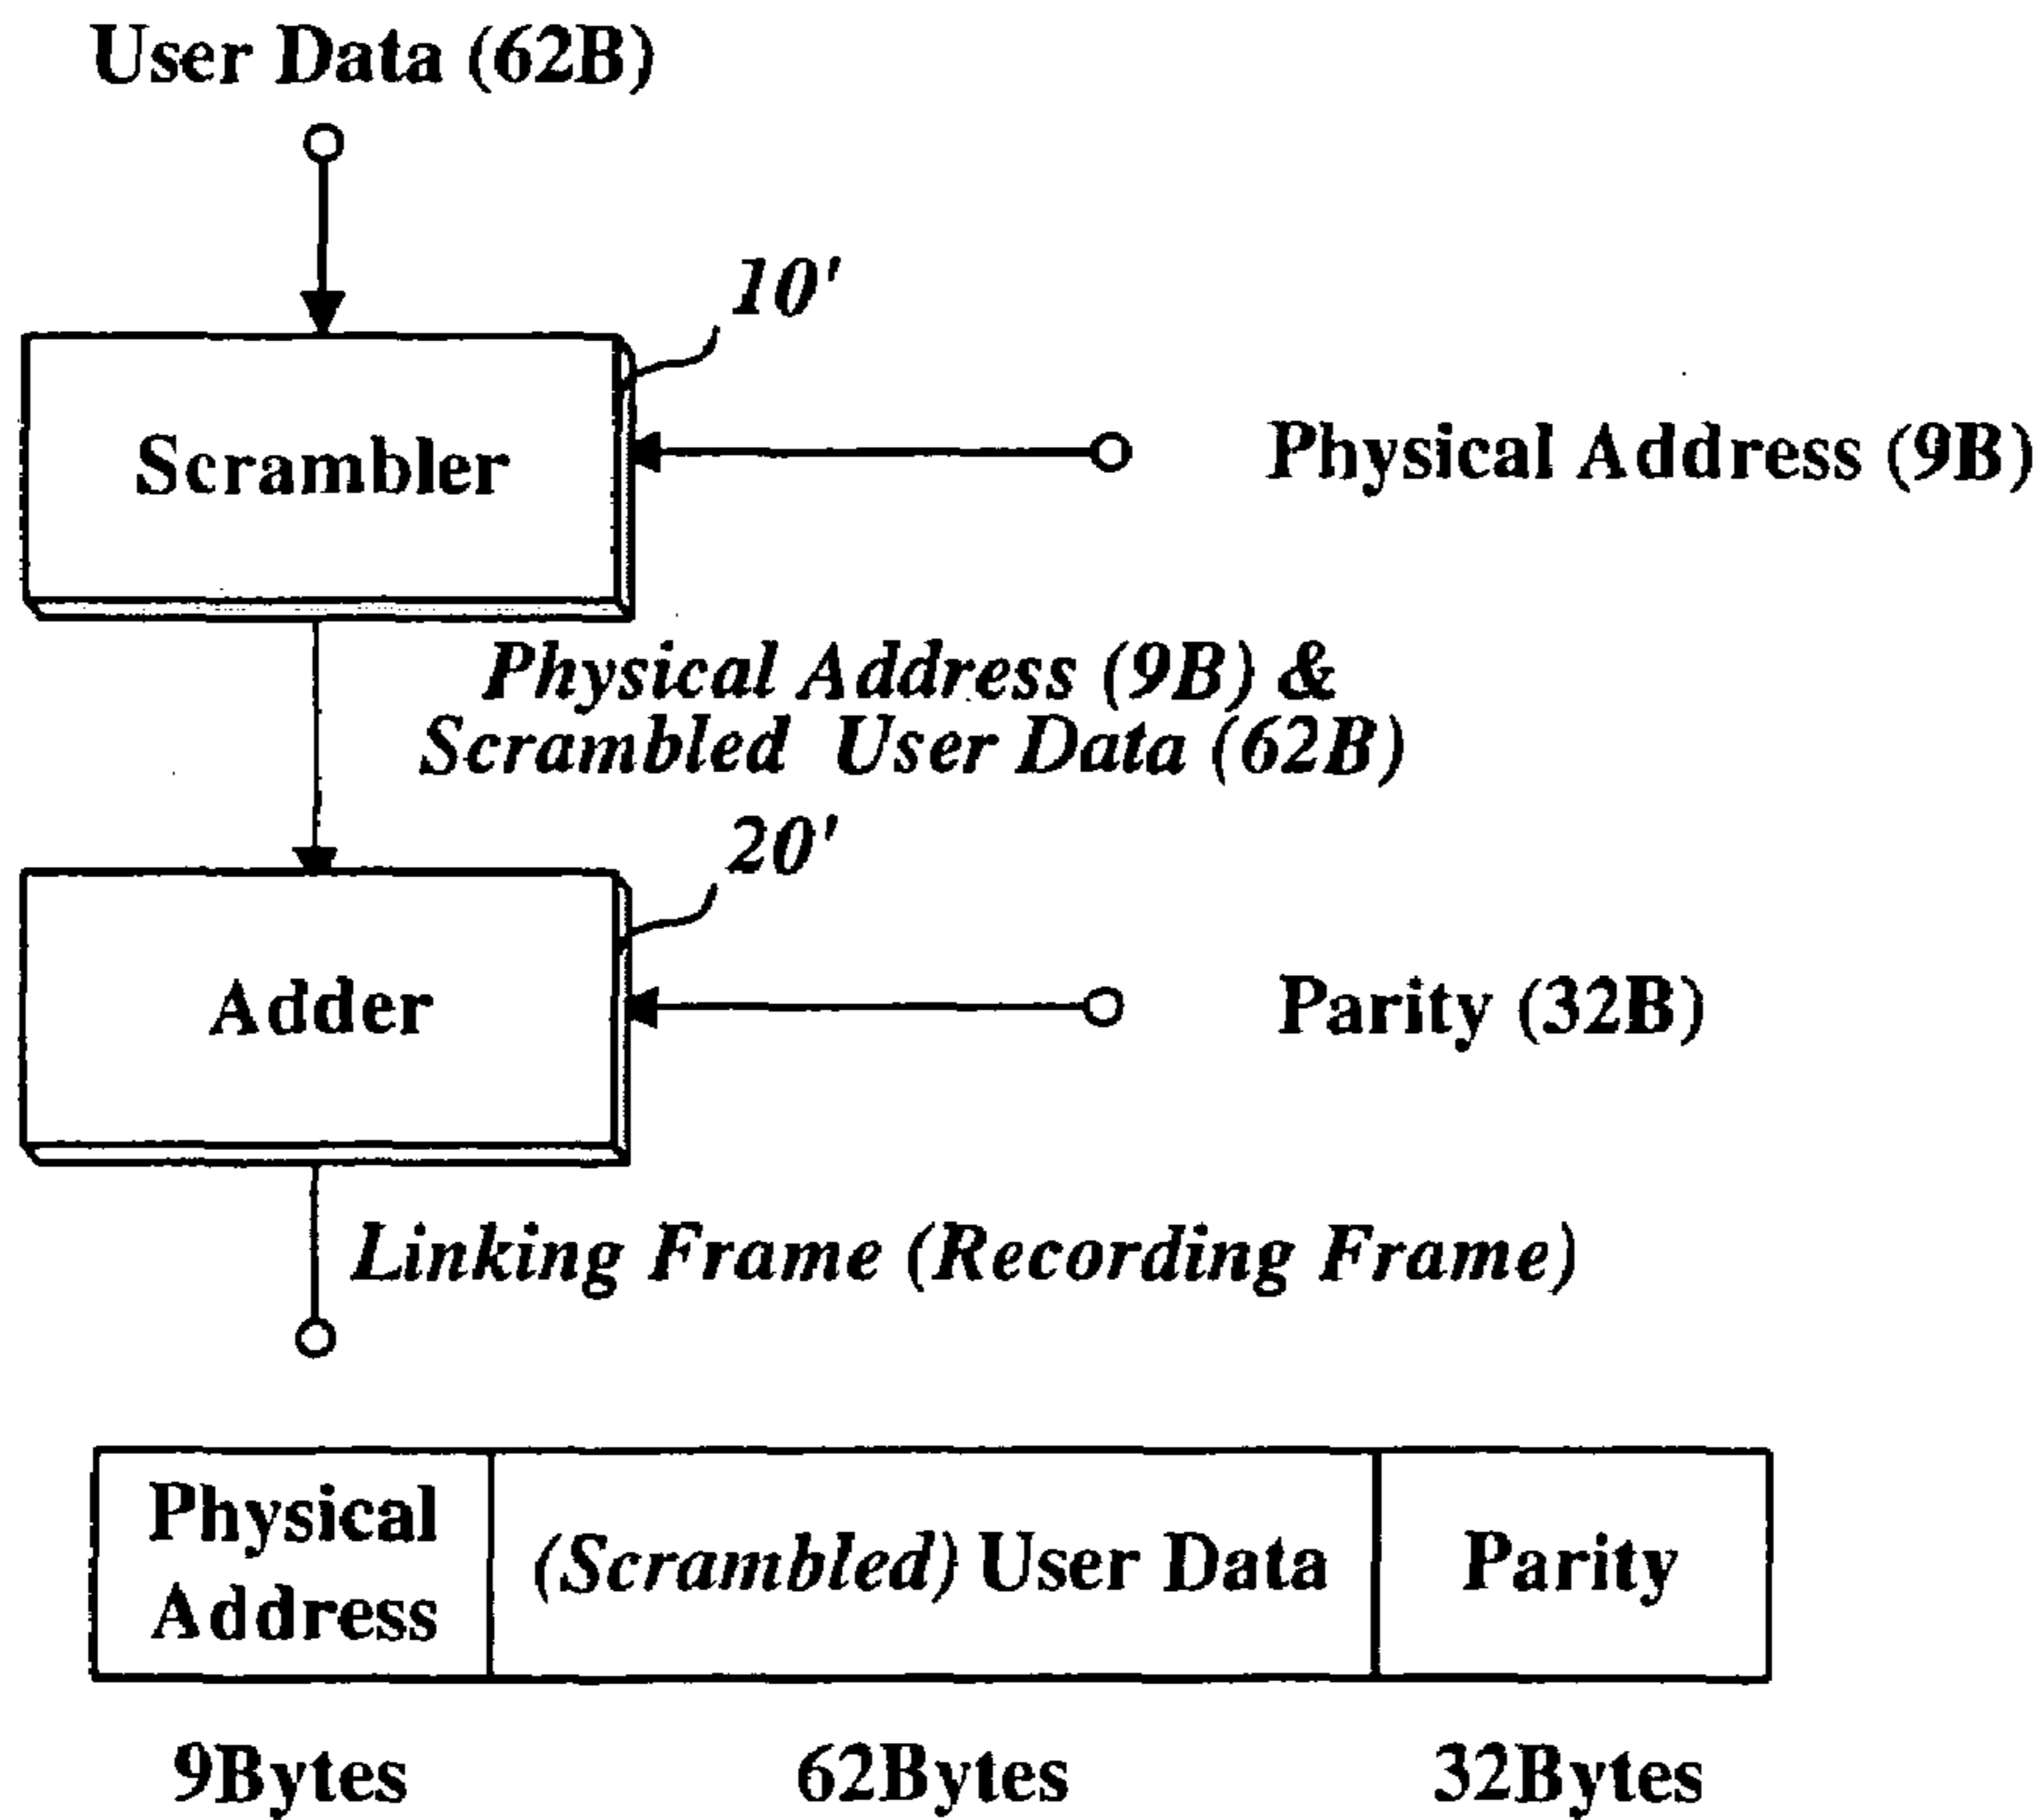 User Data (62B)
10'
Scrambler
Physical Address (9B)
Physical Address (9B) &
Scrambled User Data (62B)
20'
Adder
Parity (32B)
Linking Frame (Recording Frame)
Physical
Address
(Scrambled) User Data
Parity
9Bytes
62Bytes
32Bytes